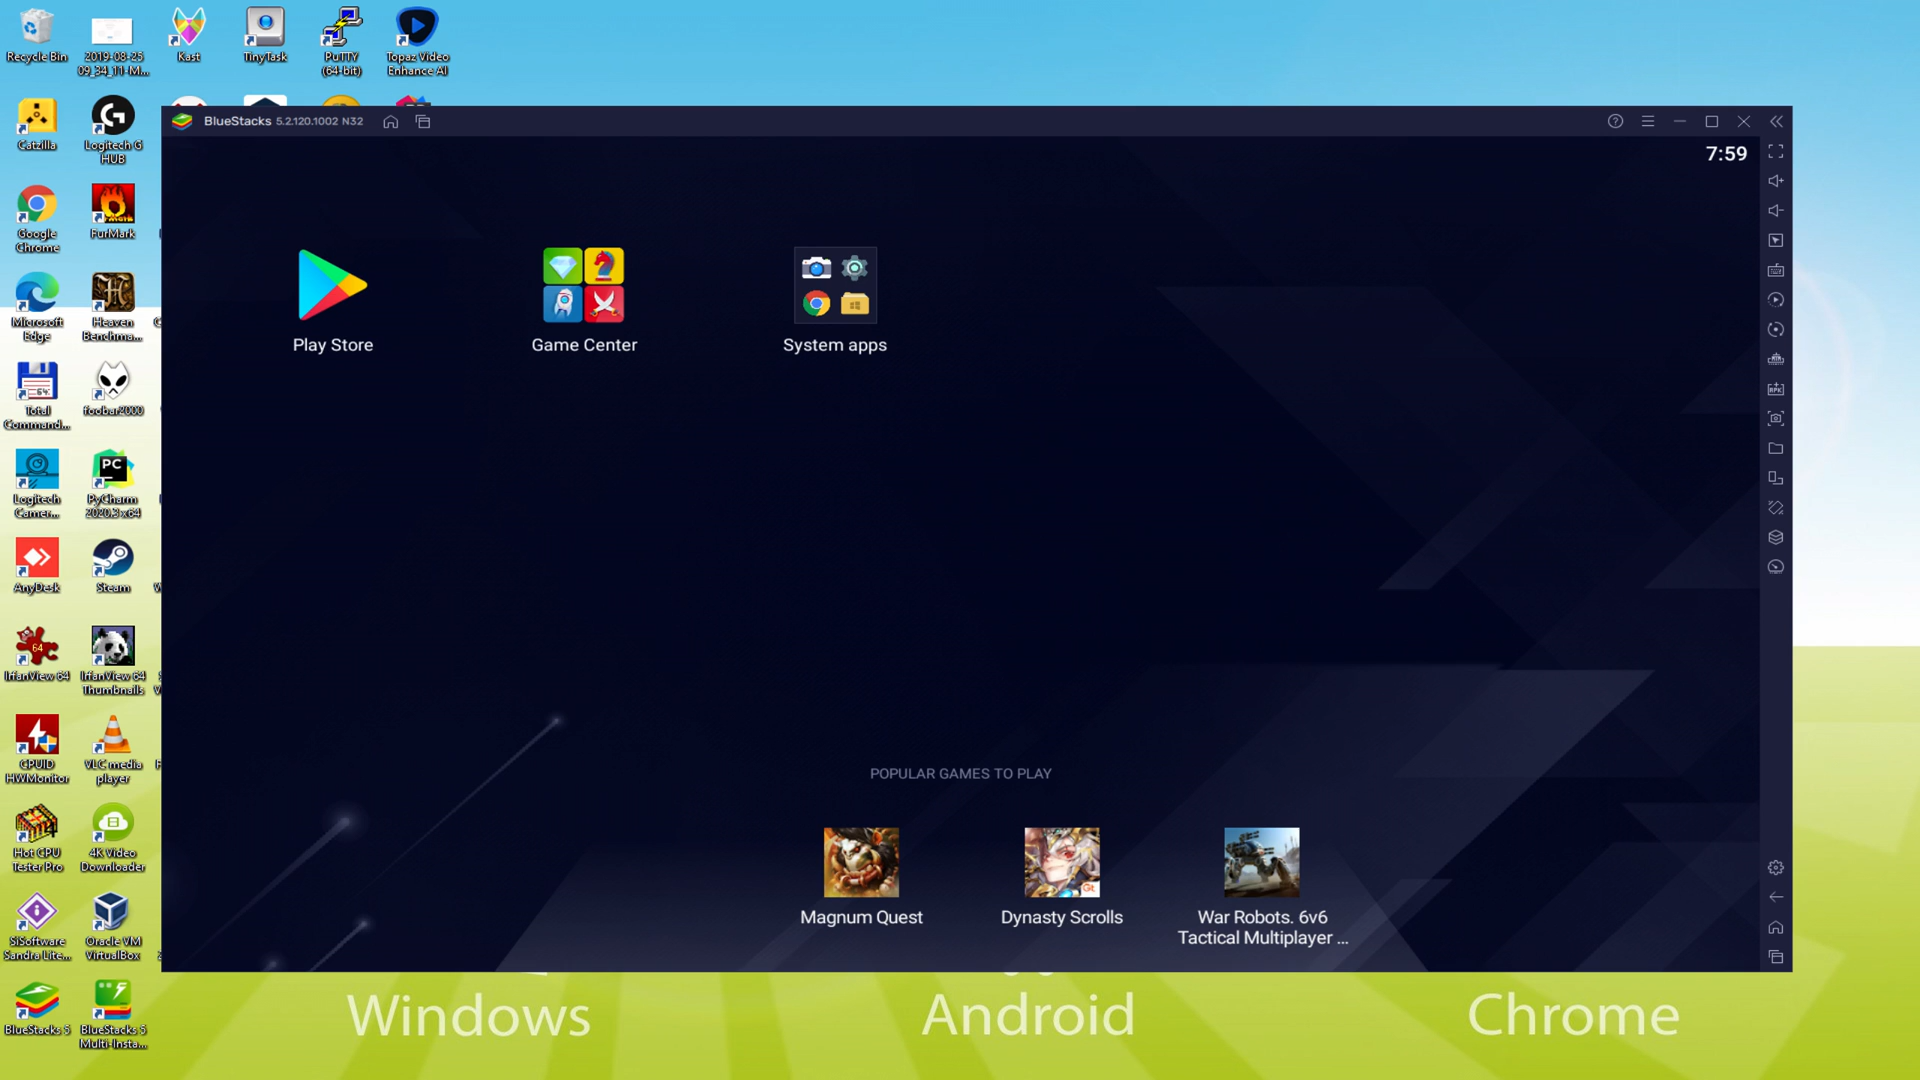 Recycle Bin
2019-08-25
09_34_11-M...
Kast
TinyTask
PuTTY
(64-bit)
Topaz Video
Enhance AI
Catzilla
Logitech G
HUB
Google
Chrome
FurMark
Microsoft
Edge
Heaven
Benchma...
Total
Command...
foobar2000
Logitech
Camer...
PC
PyCharm
2020.3 x64
AnyDesk
Steam
64
IrfanView 64
IrfanView 64
Thumbnails
CPUID
HWMonitor
VLC media
player
Hot CPU
Tester Pro
4K Video
Downloader
SiSoftware
Sandra Lite...
Oracle VM
VirtualBox
BlueStacks 5
BlueStacks 5
Multi-Insta...
BlueStacks 5.2.120.1002 N32
7:59
Play Store
Game Center
System apps
POPULAR GAMES TO PLAY
Magnum Quest
Dynasty Scrolls
War Robots. 6v6
Tactical Multiplayer ...
Windows
Android
Chrome